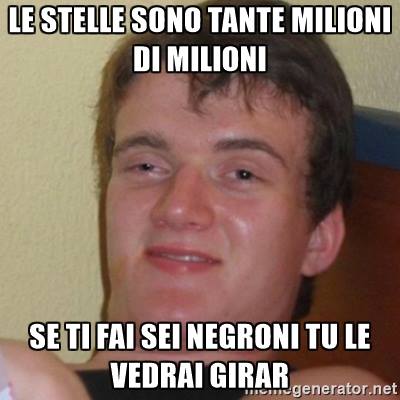 LE STELLE SONO TANTE MILIONI
DI MILIONI
SE TI FAI SEI NEGRONI TU LE
VEDRAI GIRAR
memegenerator.net